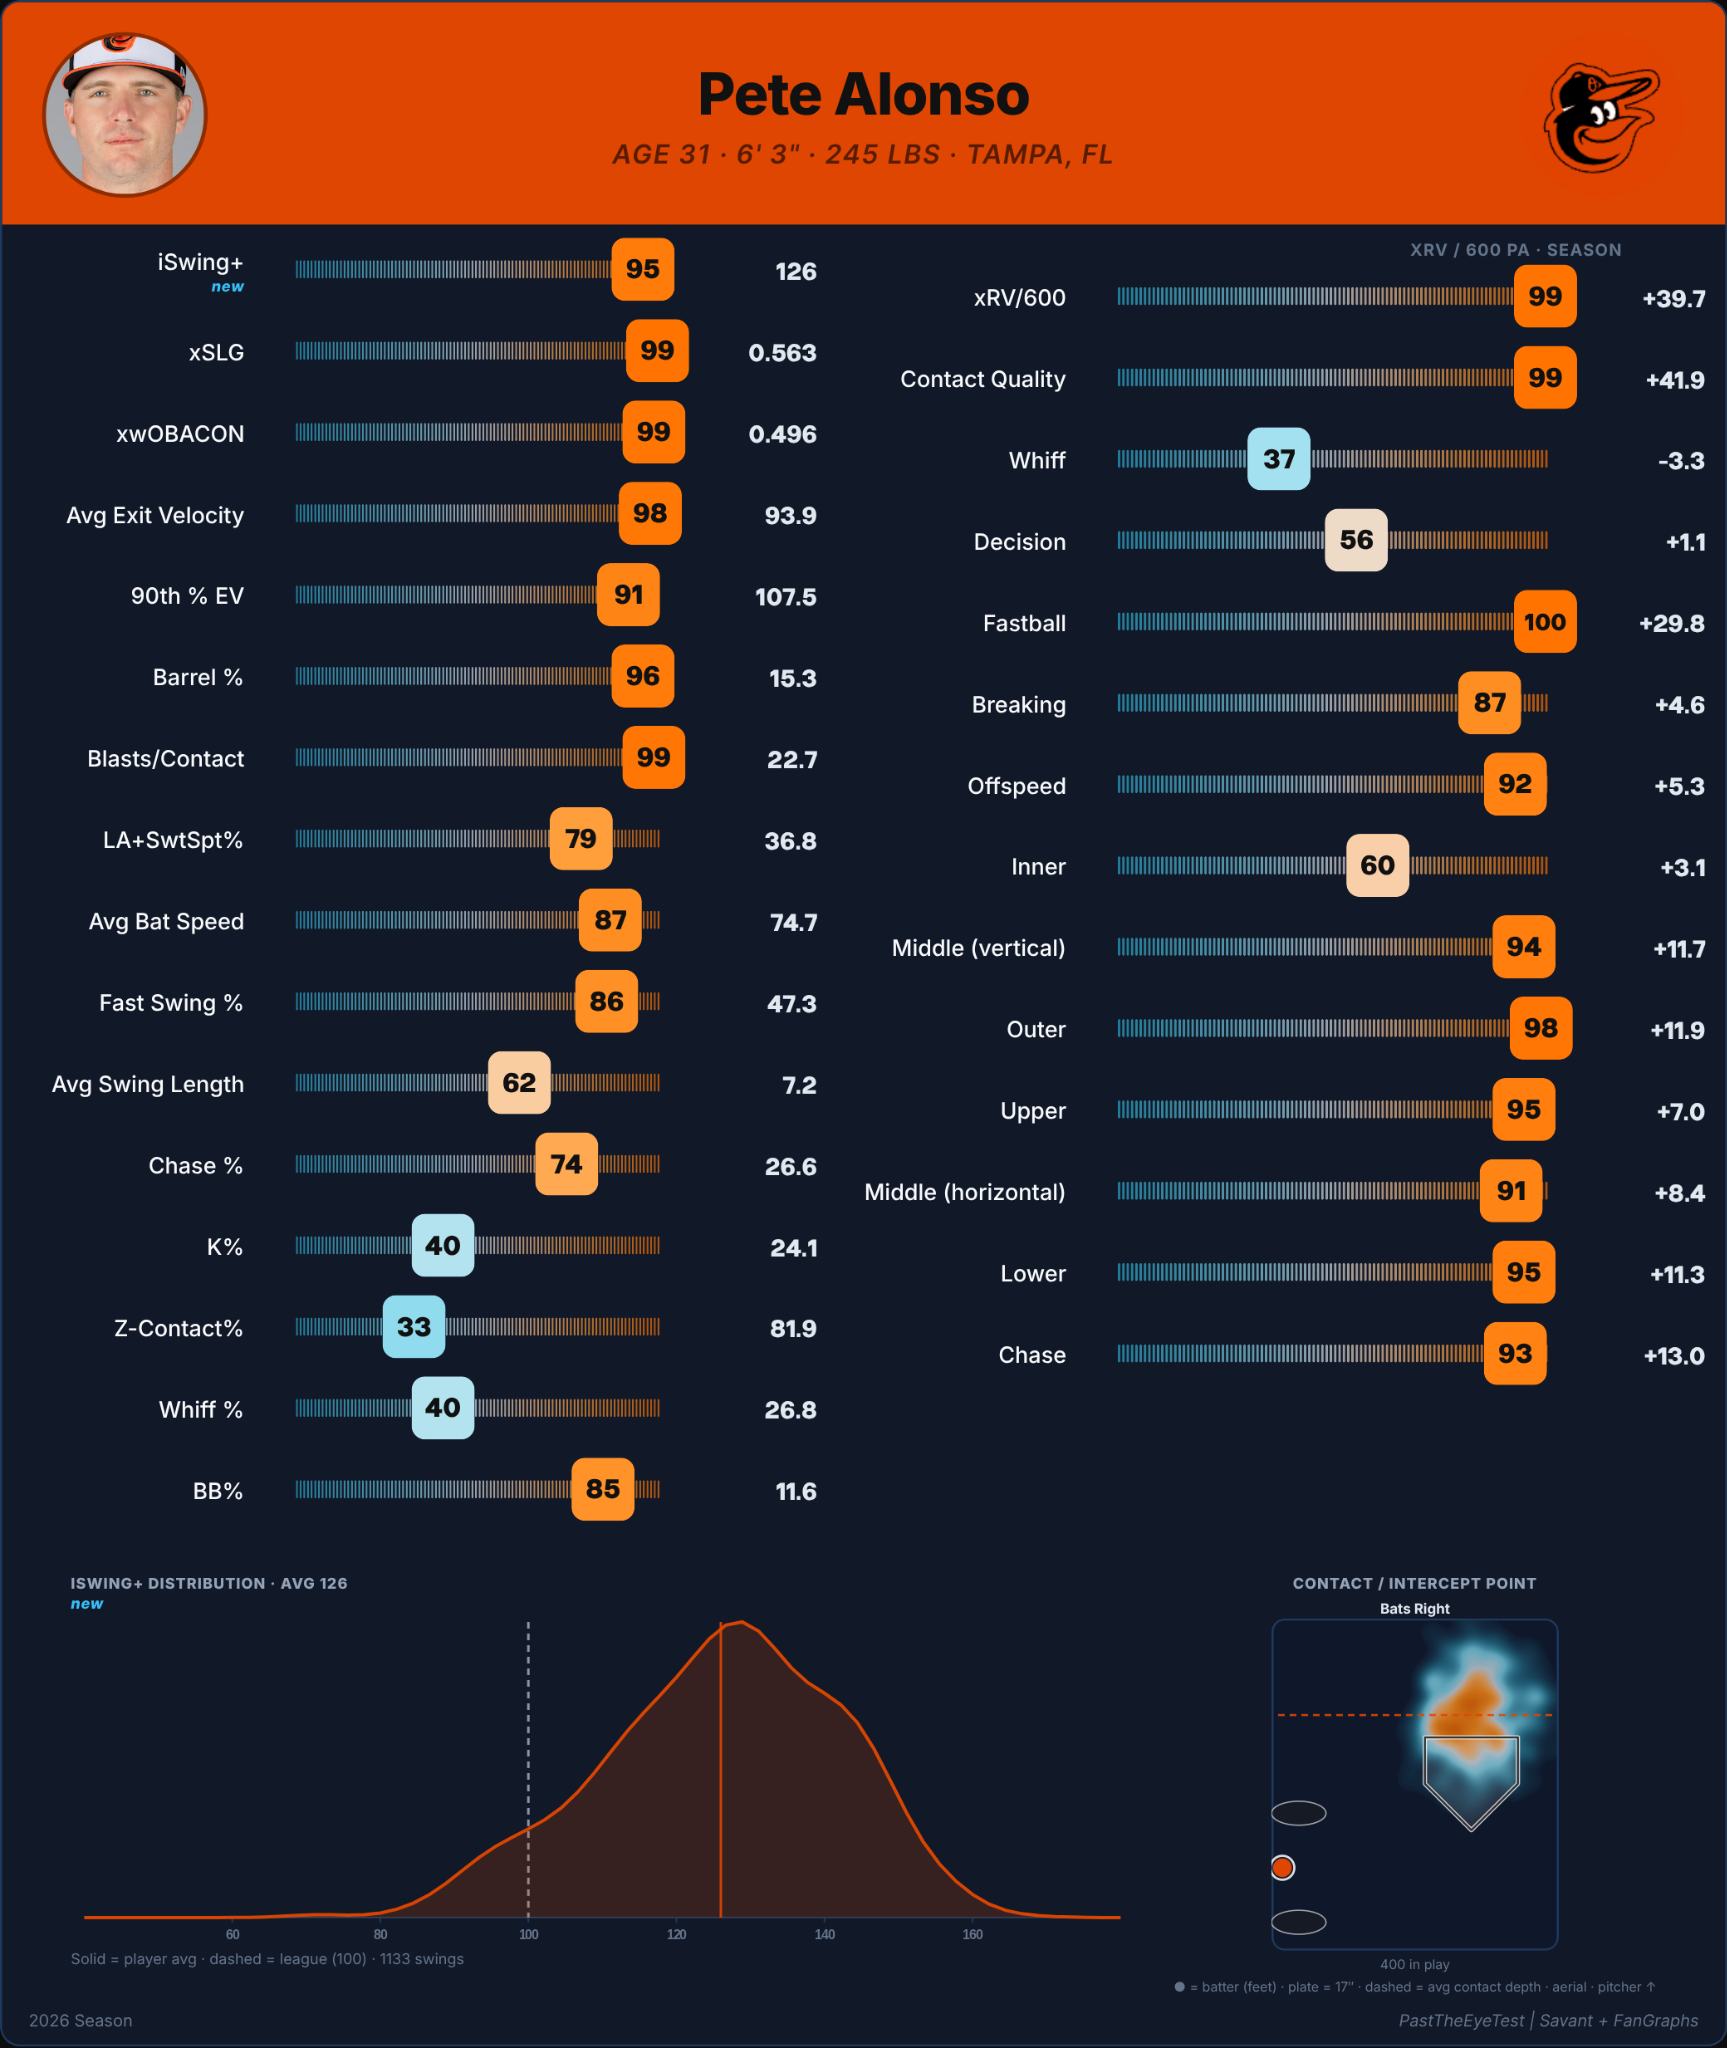 Pete Alonso
AGE 31 · 6' 3" · 245 LBS · TAMPA, FL
iSwing+ 95 126
new
xSLG 99 0.563
xwOBACON 99 0.496
Avg Exit Velocity 98 93.9
90th % EV 91 107.5
Barrel % 96 15.3
Blasts/Contact 99 22.7
LA+SwtSpt% 79 36.8
Avg Bat Speed 87 74.7
Fast Swing % 86 47.3
Avg Swing Length 62 7.2
Chase % 74 26.6
K% 40 24.1
Z-Contact% 33 81.9
Whiff % 40 26.8
BB% 85 11.6
XRV / 600 PA · SEASON
xRV/600 99 +39.7
Contact Quality 99 +41.9
Whiff 37 -3.3
Decision 56 +1.1
Fastball 100 +29.8
Breaking 87 +4.6
Offspeed 92 +5.3
Inner 60 +3.1
Middle (vertical) 94 +11.7
Outer 98 +11.9
Upper 95 +7.0
Middle (horizontal) 91 +8.4
Lower 95 +11.3
Chase 93 +13.0
ISWING+ DISTRIBUTION · AVG 126
new
60 80 100 120 140 160
Solid = player avg · dashed = league (100) · 1133 swings
CONTACT / INTERCEPT POINT
Bats Right
400 in play
● = batter (feet) · plate = 17" · dashed = avg contact depth · aerial · pitcher ↑
2026 Season
PastTheEyeTest | Savant + FanGraphs